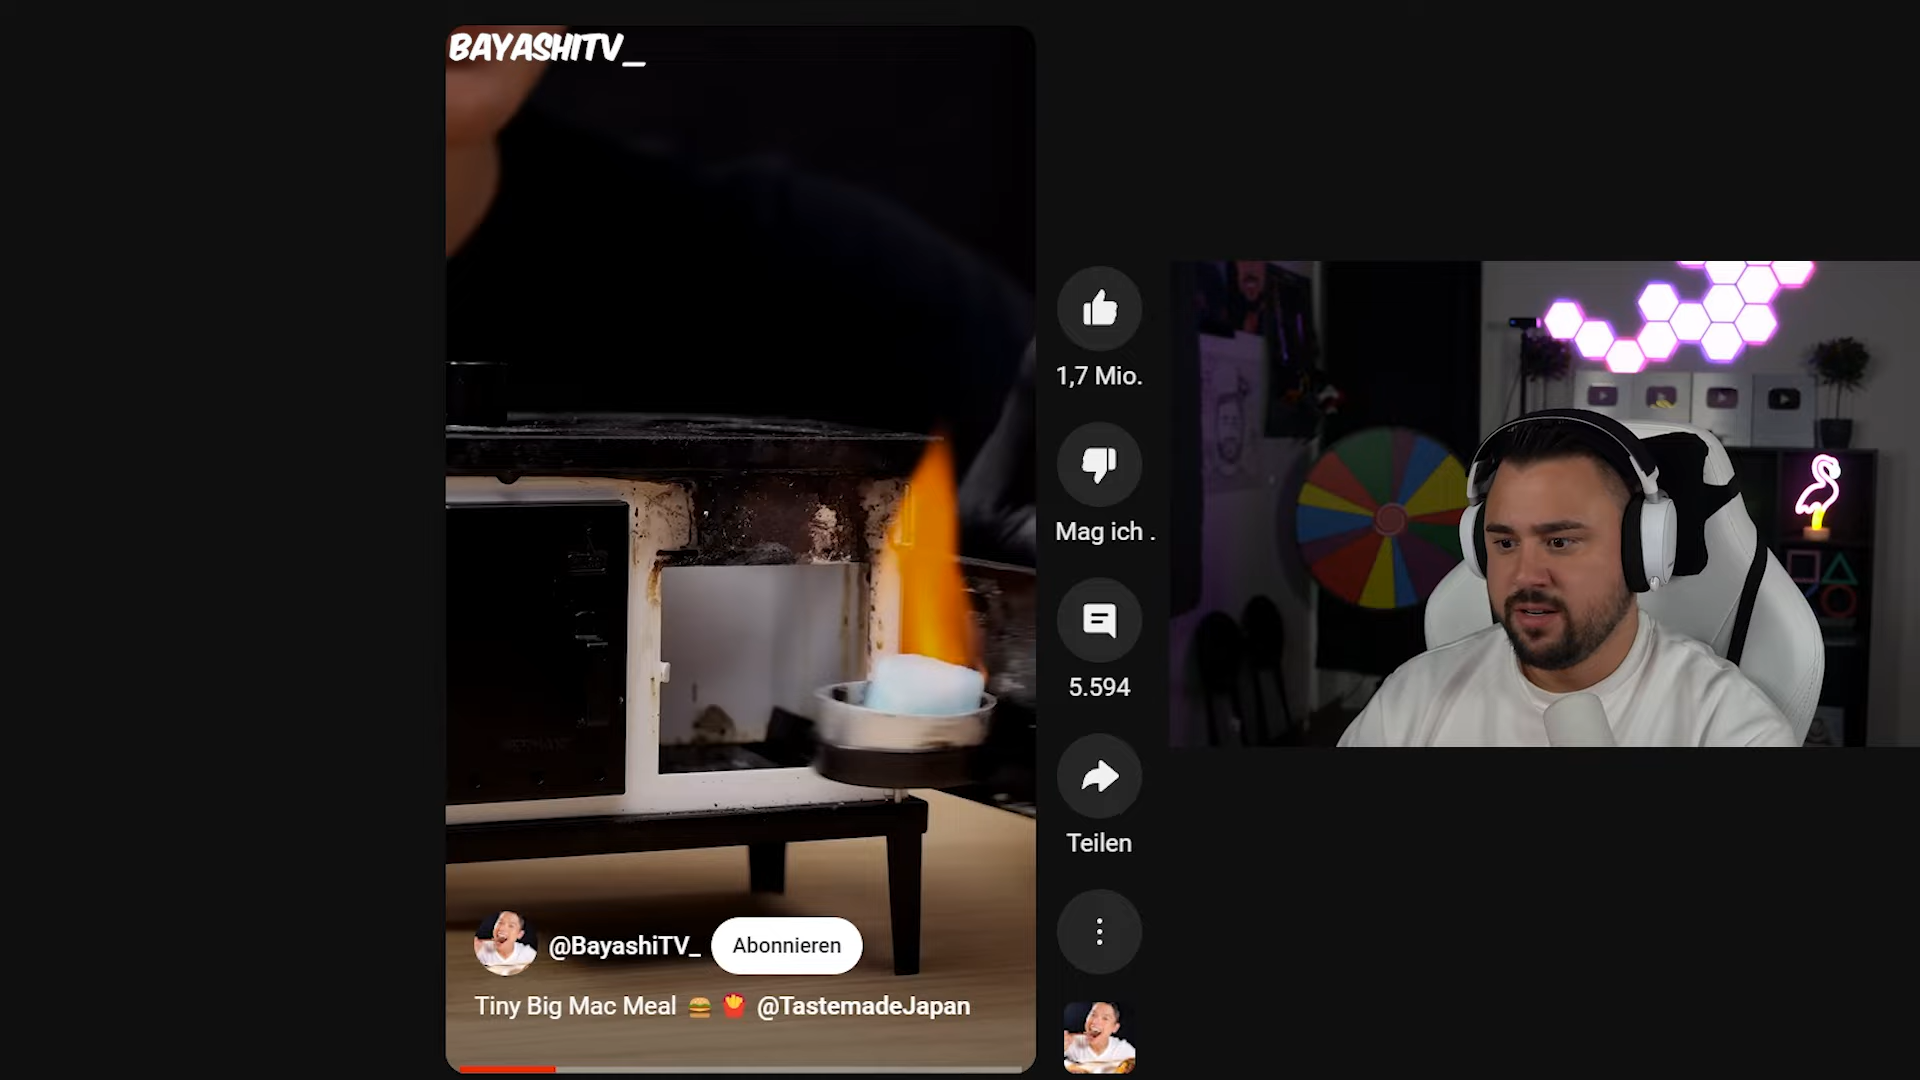 BAYASHITV_
1,7 Mio.
Mag ich .
5.594
Teilen
@BayashiTV_
Abonnieren
Tiny Big Mac Meal 🍔 🍟 @TastemadeJapan